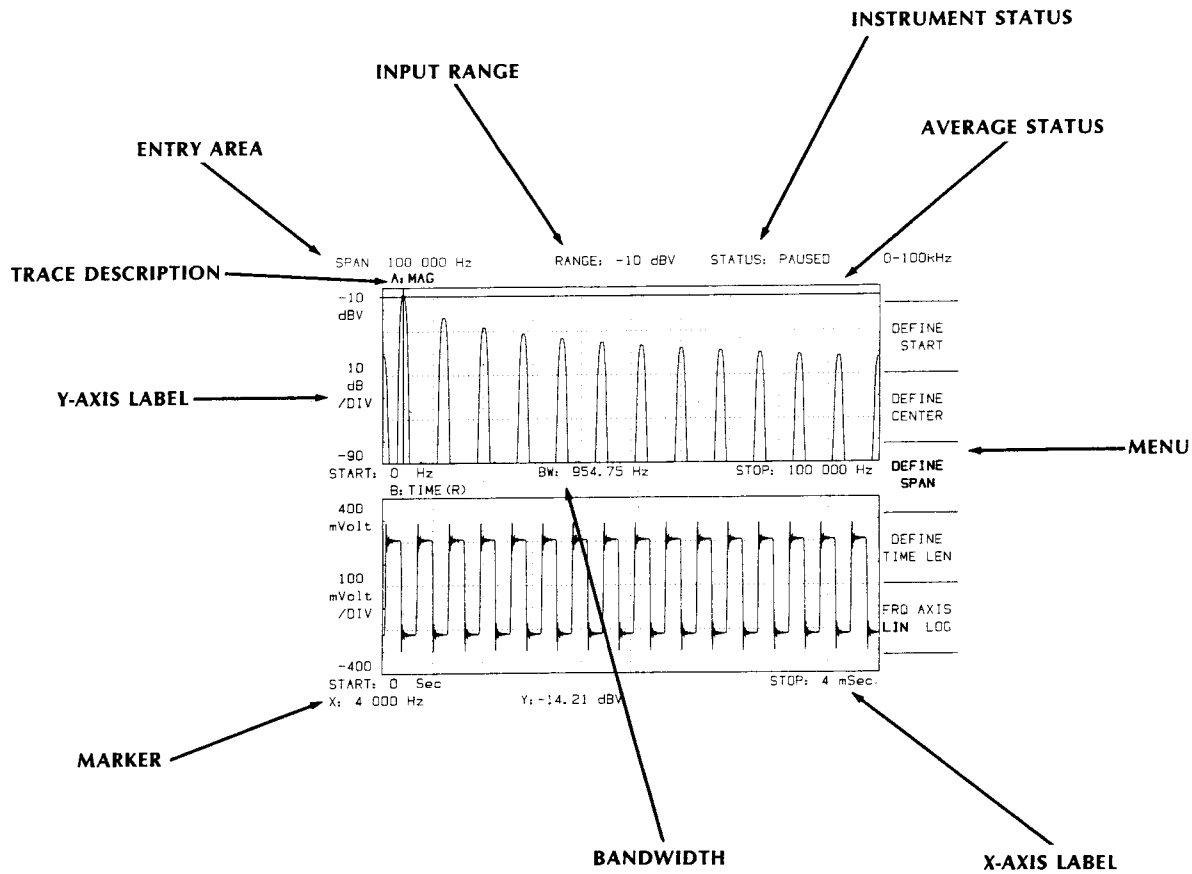 INSTRUMENT STATUS
INPUT RANGE
AVERAGE STATUS
ENTRY AREA
SPAN 100 000 Hz RANGE: -10 dBV STATUS: PAUSED 0-100kHz
TRACE DESCRIPTION
A: MAG
-10
dBV
DEFINE
START
10
dB
/DIV
Y-AXIS LABEL
DEFINE
CENTER
MENU
-90
START: 0 Hz BW: 954.75 Hz STOP: 100 000 Hz
DEFINE
SPAN
B: TIME(R)
400
mVolt
DEFINE
TIME LEN
100
mVolt
/DIV
FRQ AXIS
LIN LOG
-400
START: 0 Sec STOP: 4 mSec.
X: 4 000 Hz Y:-14.21 dBV
MARKER
BANDWIDTH
X-AXIS LABEL